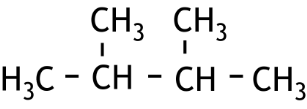 CH₃ CH₃
H₃C – CH – CH – CH₃